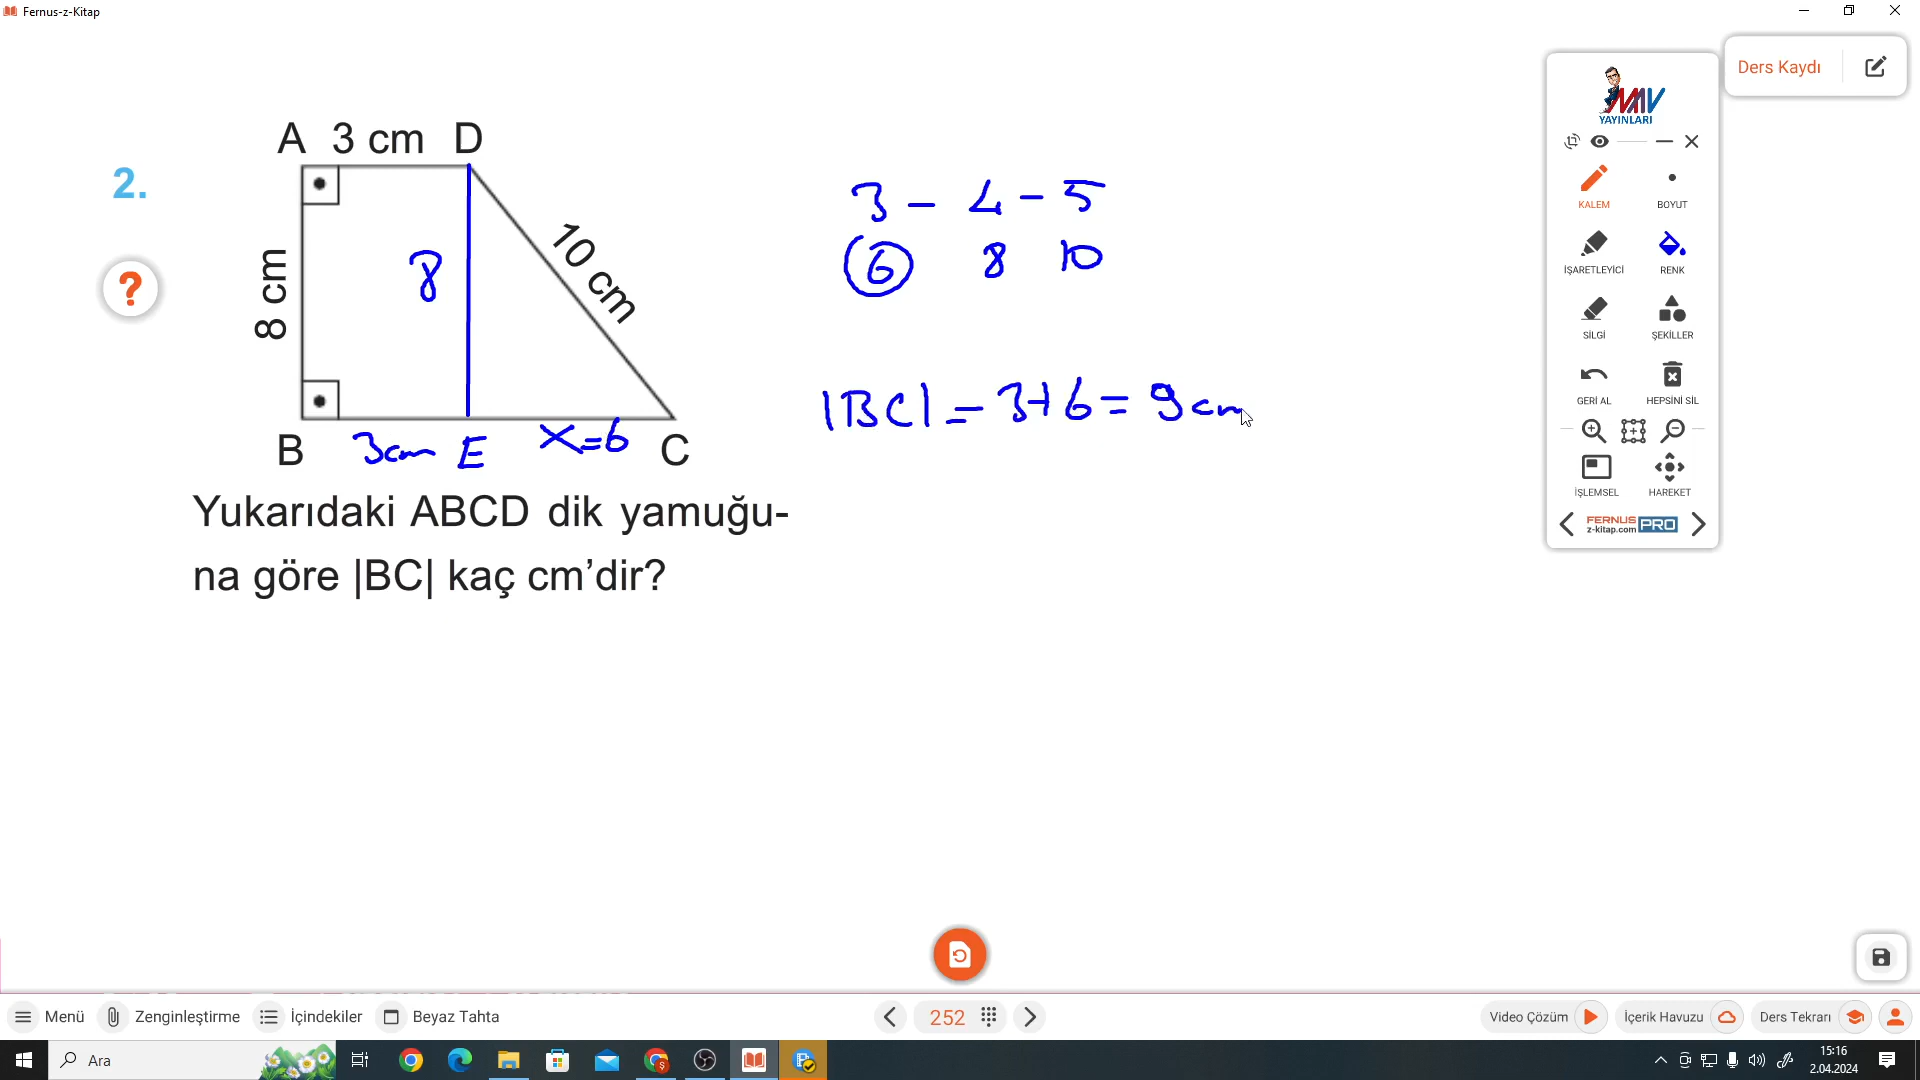 Fernus-z-Kitap
Ders Kaydı
MMV
YAYINLARI
KALEM
BOYUT
İŞARETLEYİCİ
RENK
SİLGİ
ŞEKİLLER
GERİ AL
HEPSİNİ SİL
İŞLEMSEL
HAREKET
FERNUS
z-kitap.com PRO
2.
?
A 3 cm D
8 cm
8
10 cm
B 3cm E x=6 C
3 - 4 - 5
6 8 10
|BC| = 3+6 = 9cm
Yukarıdaki ABCD dik yamuğu-
na göre |BC| kaç cm’dir?
Menü
Zenginleştirme
İçindekiler
Beyaz Tahta
252
Video Çözüm
İçerik Havuzu
Ders Tekrarı
Ara
15:16
2.04.2024